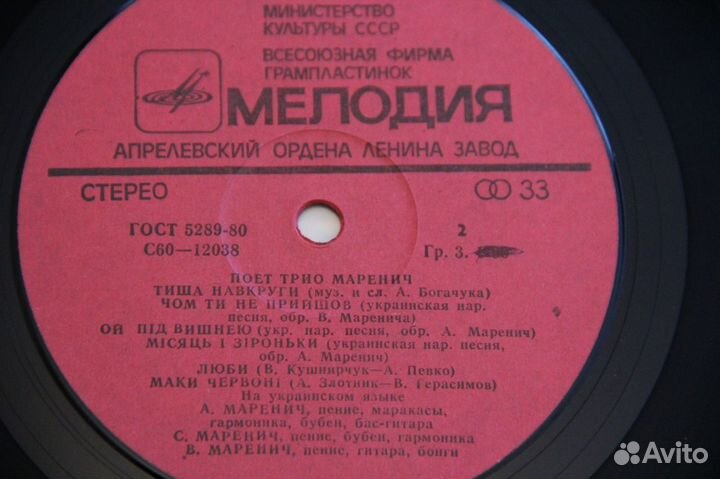 МИНИСТЕРСТВО
КУЛЬТУРЫ СССР
ВСЕСОЮЗНАЯ ФИРМА
ГРАМПЛАСТИНОК
МЕЛОДИЯ
АПРЕЛЕВСКИЙ ОРДЕНА ЛЕНИНА ЗАВОД
СТЕРЕО 33
ГОСТ 5289-80 2
С60—12038 Гр. 3.
ПОЕТ ТРИО МАРЕНИЧ
ТИША НАВКРУГИ (муз. и сл. А. Богачука)
ЧОМ ТИ НЕ ПРИЙШОВ (украинская нар.
песня, обр. В. Маренича)
ОЙ ПІД ВИШНЕЮ (укр. нар. песня, обр. А. Маренич)
МІСЯЦЬ І ЗІРОНЬКИ (украинская нар. песня,
обр. А. Маренич)
ЛЮБИ (В. Кушнирчук—А. Певко)
МАКИ ЧЕРВОНІ (А. Злотник—В. Герасимов)
На украинском языке
А. МАРЕНИЧ, пение, маракасы,
гармоника, бубен, бас-гитара
С. МАРЕНИЧ, пение, бубен, гармоника
В. МАРЕНИЧ, пение, гитара, бонги
Avito